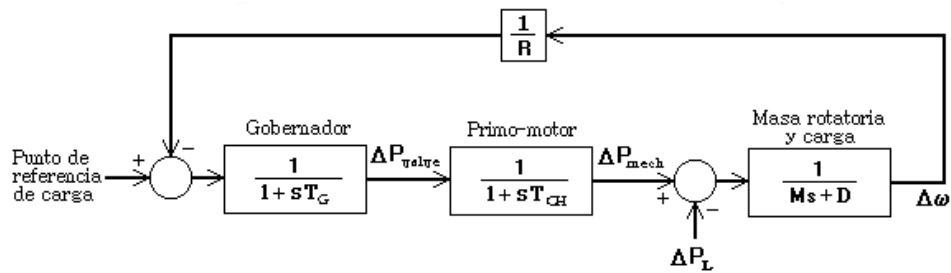 1
R
Gobernador
Primo-motor
Masa rotatoria
y carga
Punto de
referencia
de carga
+
−
1
1 + sT_G
ΔP_valve
1
1 + sT_CH
ΔP_mech
+
−
1
Ms + D
Δω
ΔP_L